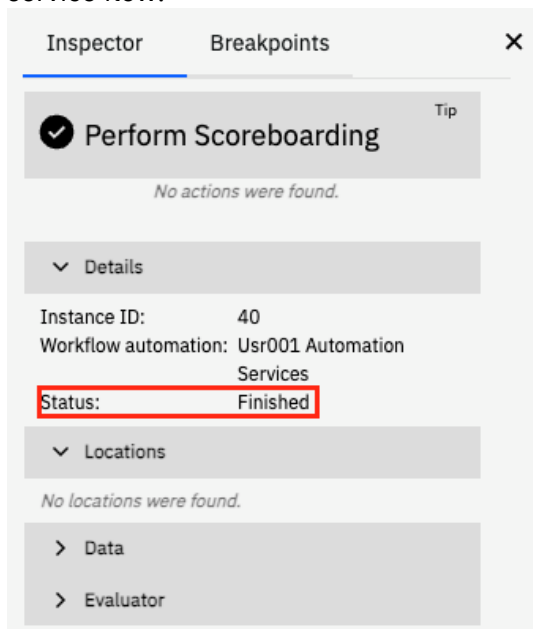 Inspector Breakpoints
Tip
Perform Scoreboarding
No actions were found.
Details
Instance ID: 40
Workflow automation: Usr001 Automation
Services
Status: Finished
Locations
No locations were found.
Data
Evaluator